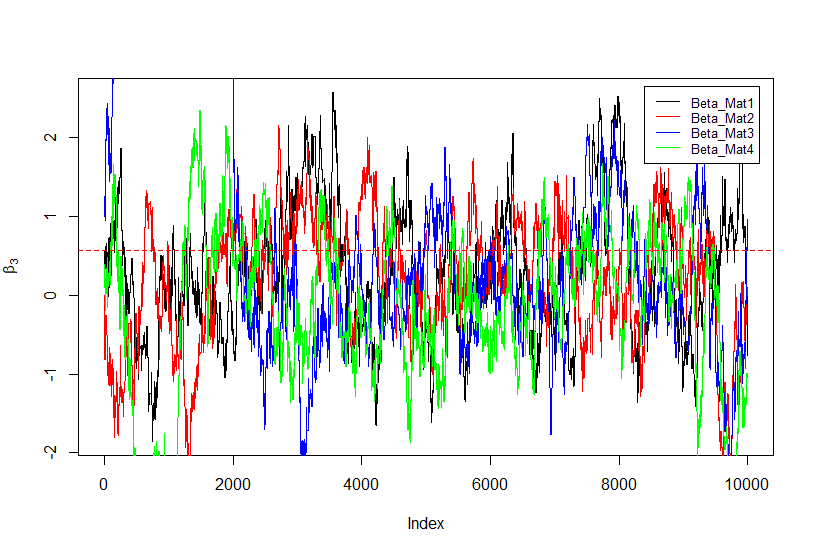 Beta_Mat1
Beta_Mat2
Beta_Mat3
Beta_Mat4
2
1
0
-1
-2
β3
0
2000
4000
6000
8000
10000
Index